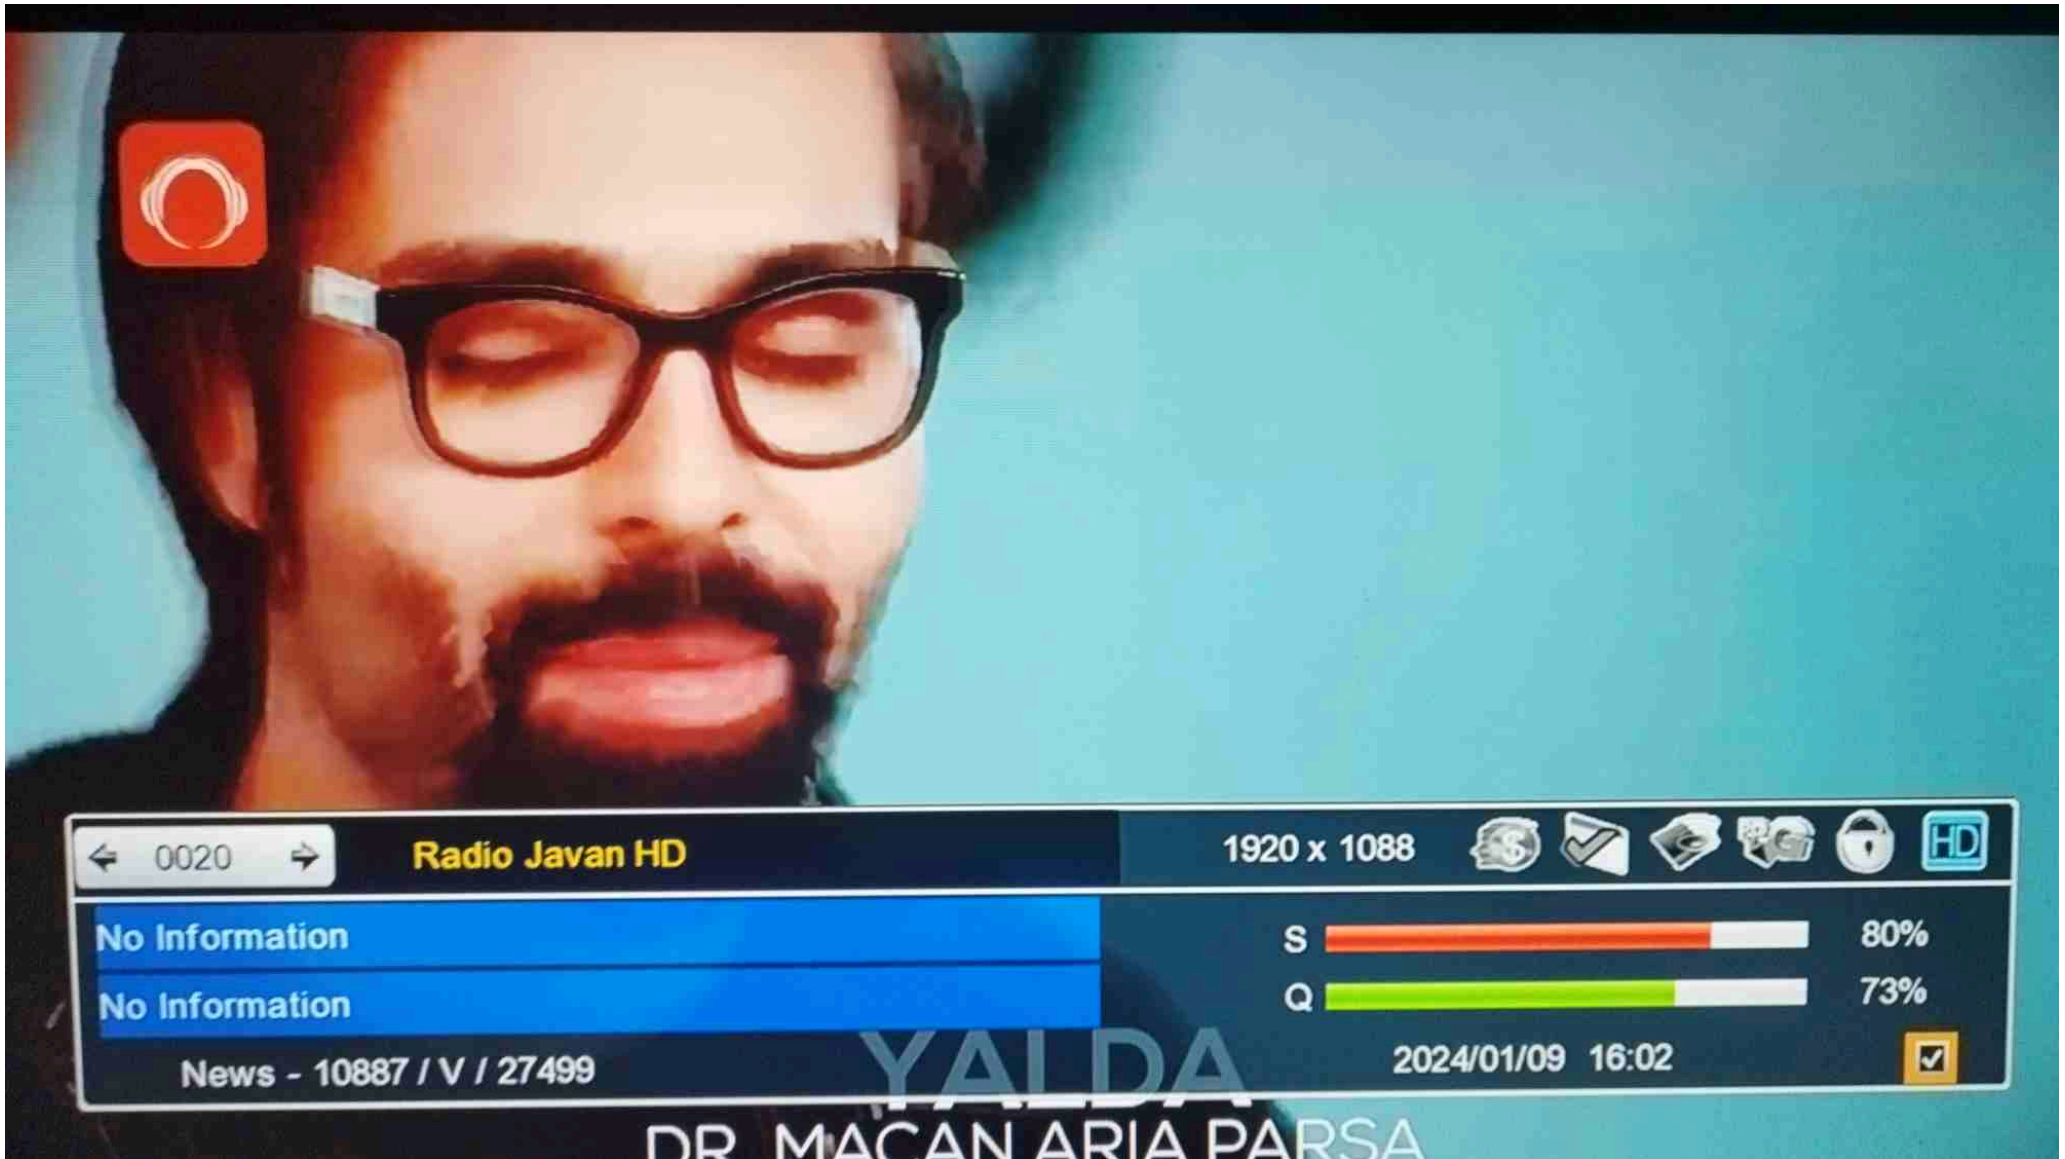 0020 Radio Javan HD 1920 x 1088 HD
No Information
S 80%
No Information
Q 73%
News - 10887 / V / 27499 2024/01/09 16:02
YALDA
DR. MACAN ARIA PARSA